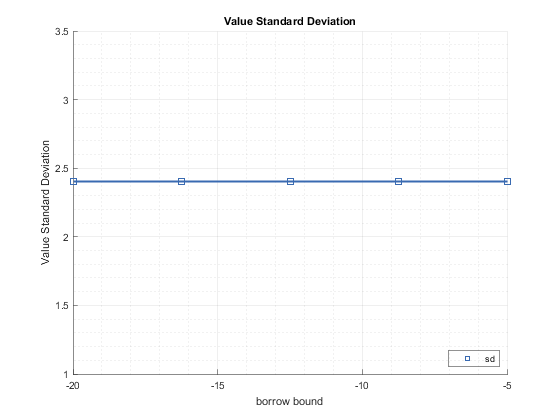 Value Standard Deviation
3.5
3
2.5
2
1.5
1
Value Standard Deviation
-20
-15
-10
-5
borrow bound
sd